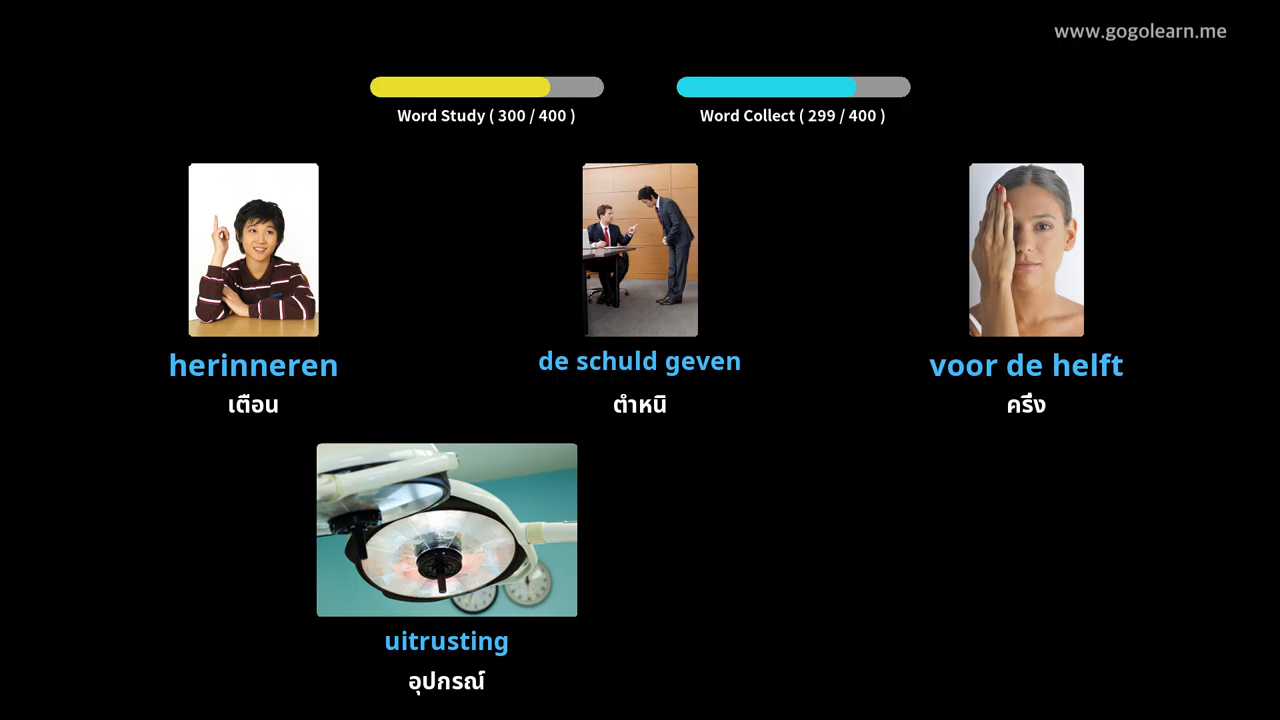 www.gogolearn.me
Word Study ( 300 / 400 )
Word Collect ( 299 / 400 )
herinneren
เตือน
de schuld geven
ตำหนิ
voor de helft
ครึ่ง
uitrusting
อุปกรณ์